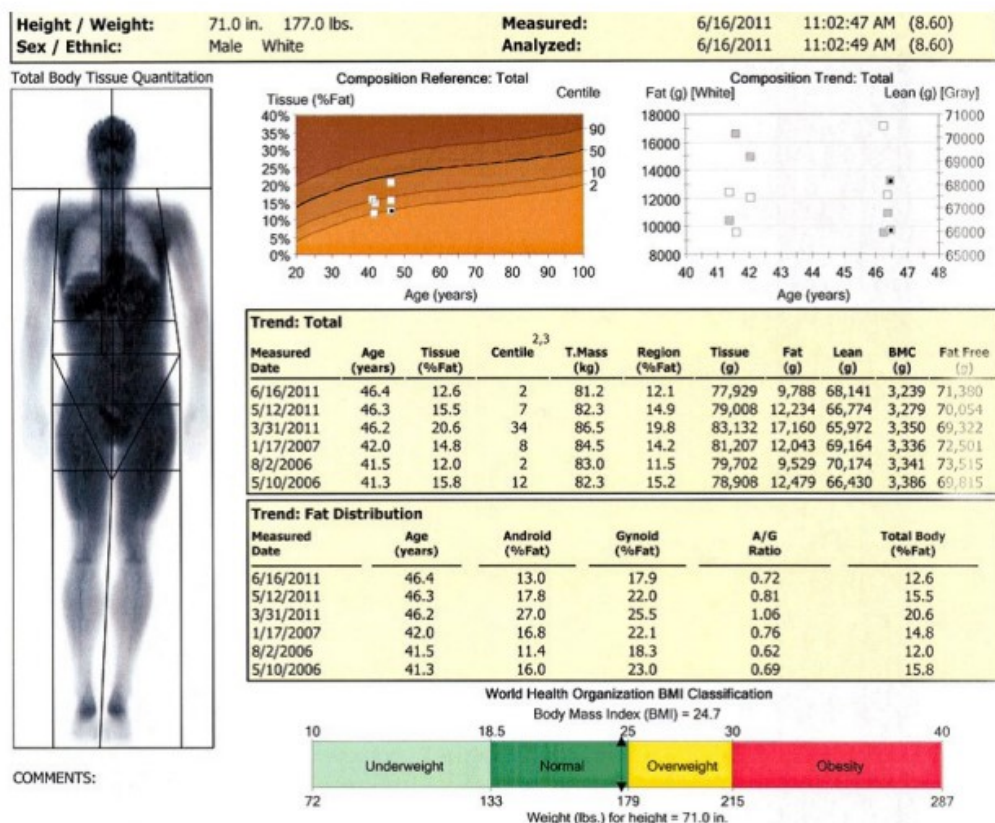 Height / Weight: 71.0 in. 177.0 lbs. Measured: 6/16/2011 11:02:47 AM (8.60)
Sex / Ethnic: Male White Analyzed: 6/16/2011 11:02:49 AM (8.60)
Total Body Tissue Quantitation
COMMENTS:
Composition Reference: Total
Tissue (%Fat) Centile
40%
35%
30%
25%
20%
15%
10%
5%
0%
90
50
10
2
20 30 40 50 60 70 80 90 100
Age (years)
Composition Trend: Total
Fat (g) [White] Lean (g) [Gray]
18000
16000
14000
12000
10000
8000
71000
70000
69000
68000
67000
66000
65000
40 41 42 43 44 45 46 47 48
Age (years)
Trend: Total
2,3
Measured Age Tissue Centile T.Mass Region Tissue Fat Lean BMC Fat Free
Date (years) (%Fat) (kg) (%Fat) (g) (g) (g) (g) (g)
6/16/2011 46.4 12.6 2 81.2 12.1 77,929 9,788 68,141 3,239 71,380
5/12/2011 46.3 15.5 7 82.3 14.9 79,008 12,234 66,774 3,279 70,054
3/31/2011 46.2 20.6 34 86.5 19.8 83,132 17,160 65,972 3,350 69,322
1/17/2007 42.0 14.8 8 84.5 14.2 81,207 12,043 69,164 3,336 72,501
8/2/2006 41.5 12.0 2 83.0 11.5 79,702 9,529 70,174 3,341 73,515
5/10/2006 41.3 15.8 12 82.3 15.2 78,908 12,479 66,430 3,386 69,815
Trend: Fat Distribution
Measured Age Android Gynoid A/G Total Body
Date (years) (%Fat) (%Fat) Ratio (%Fat)
6/16/2011 46.4 13.0 17.9 0.72 12.6
5/12/2011 46.3 17.8 22.0 0.81 15.5
3/31/2011 46.2 27.0 25.5 1.06 20.6
1/17/2007 42.0 16.8 22.1 0.76 14.8
8/2/2006 41.5 11.4 18.3 0.62 12.0
5/10/2006 41.3 16.0 23.0 0.69 15.8
World Health Organization BMI Classification
Body Mass Index (BMI) = 24.7
10 18.5 25 30 40
Underweight Normal Overweight Obesity
72 133 179 215 287
Weight (lbs.) for height = 71.0 in.